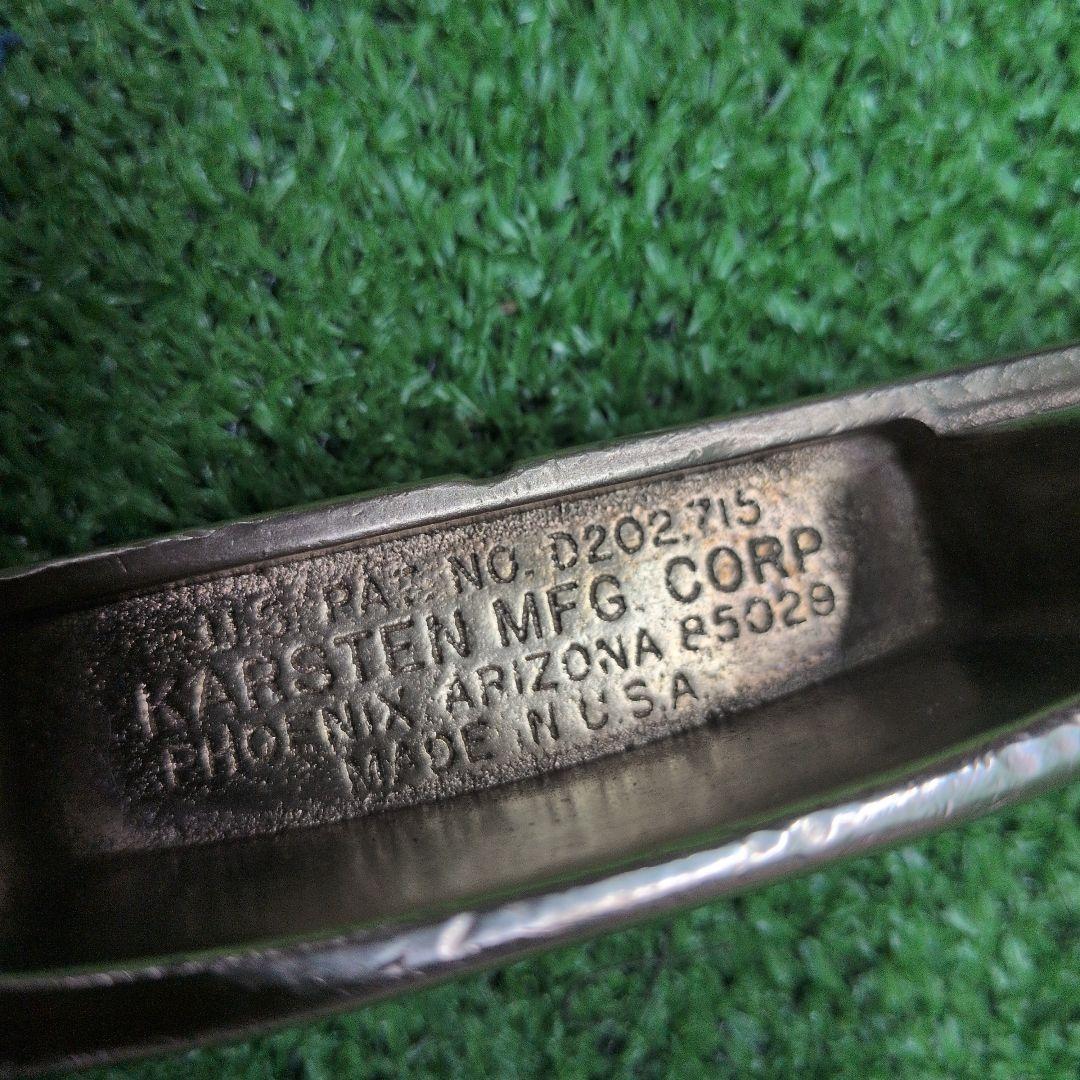 U.S. PAT. NO. D202,715
KARSTEN MFG. CORP
PHOENIX, ARIZONA 85029
MADE IN U.S.A.